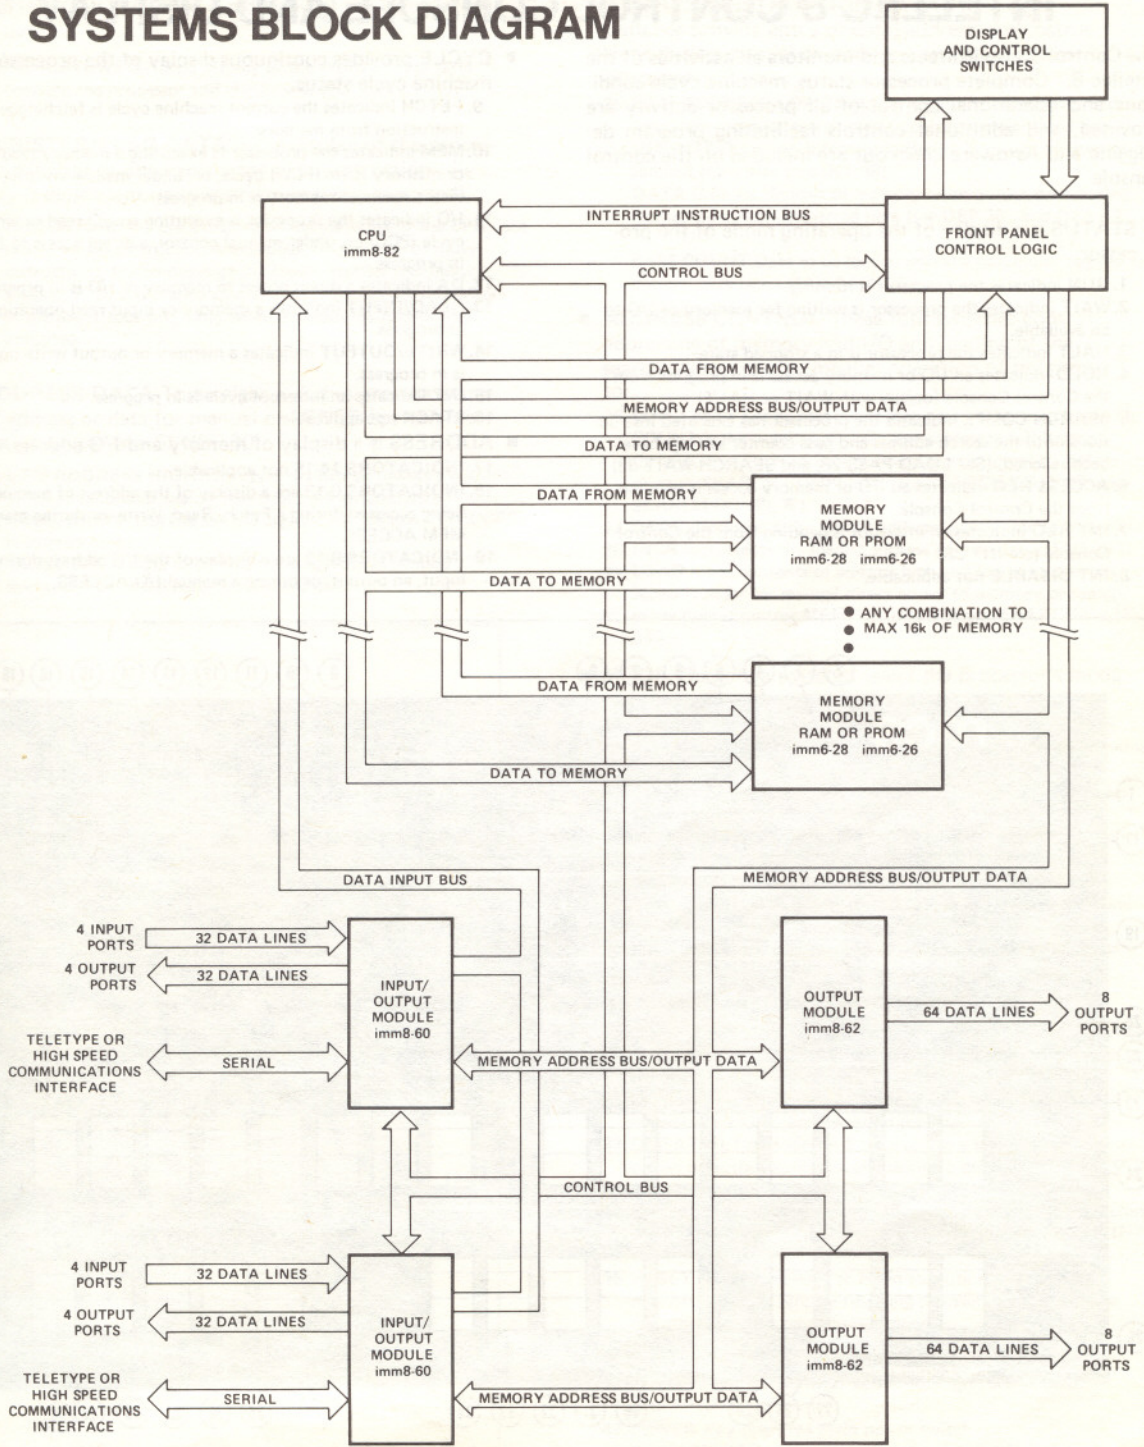 SYSTEMS BLOCK DIAGRAM
DISPLAY
AND CONTROL
SWITCHES
CPU
imm8-82
INTERRUPT INSTRUCTION BUS
FRONT PANEL
CONTROL LOGIC
CONTROL BUS
DATA FROM MEMORY
MEMORY ADDRESS BUS/OUTPUT DATA
DATA TO MEMORY
DATA FROM MEMORY
MEMORY
MODULE
RAM OR PROM
imm6-28 imm6-26
DATA TO MEMORY
ANY COMBINATION TO
MAX 16k OF MEMORY
DATA FROM MEMORY
MEMORY
MODULE
RAM OR PROM
imm6-28 imm6-26
DATA TO MEMORY
DATA INPUT BUS
MEMORY ADDRESS BUS/OUTPUT DATA
4 INPUT
PORTS
32 DATA LINES
4 OUTPUT
PORTS
32 DATA LINES
INPUT/
OUTPUT
MODULE
imm8-60
OUTPUT
MODULE
imm8-62
64 DATA LINES
8
OUTPUT
PORTS
TELETYPE OR
HIGH SPEED
COMMUNICATIONS
INTERFACE
SERIAL
MEMORY ADDRESS BUS/OUTPUT DATA
CONTROL BUS
4 INPUT
PORTS
32 DATA LINES
4 OUTPUT
PORTS
32 DATA LINES
INPUT/
OUTPUT
MODULE
imm8-60
OUTPUT
MODULE
imm8-62
64 DATA LINES
8
OUTPUT
PORTS
TELETYPE OR
HIGH SPEED
COMMUNICATIONS
INTERFACE
SERIAL
MEMORY ADDRESS BUS/OUTPUT DATA